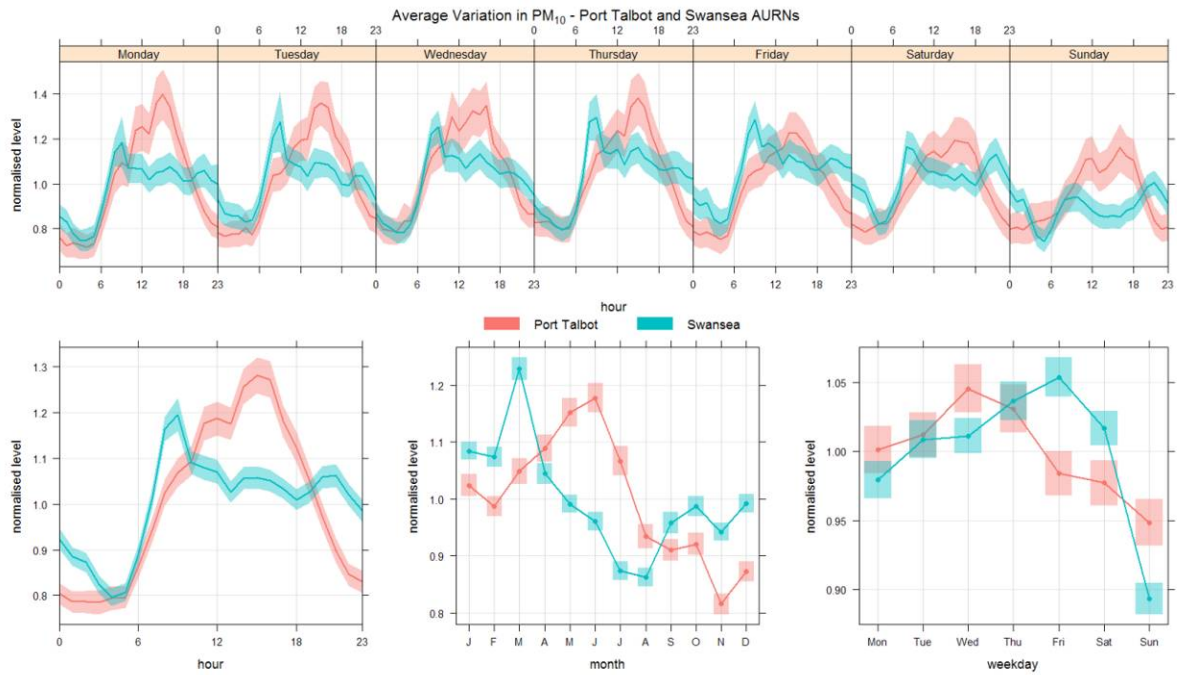 Average Variation in PM10 - Port Talbot and Swansea AURNs
0 6 12 18 23 0 6 12 18 23 0 6 12 18 23
Monday Tuesday Wednesday Thursday Friday Saturday Sunday
normalised level
1.4
1.2
1.0
0.8
0 6 12 18 23 0 6 12 18 23 0 6 12 18 23 0 6 12 18 23
hour
Port Talbot Swansea
normalised level
1.3
1.2
1.1
1.0
0.9
0.8
0 6 12 18 23
hour
normalised level
1.2
1.1
1.0
0.9
0.8
J F M A M J J A S O N D
month
normalised level
1.05
1.00
0.95
0.90
Mon Tue Wed Thu Fri Sat Sun
weekday